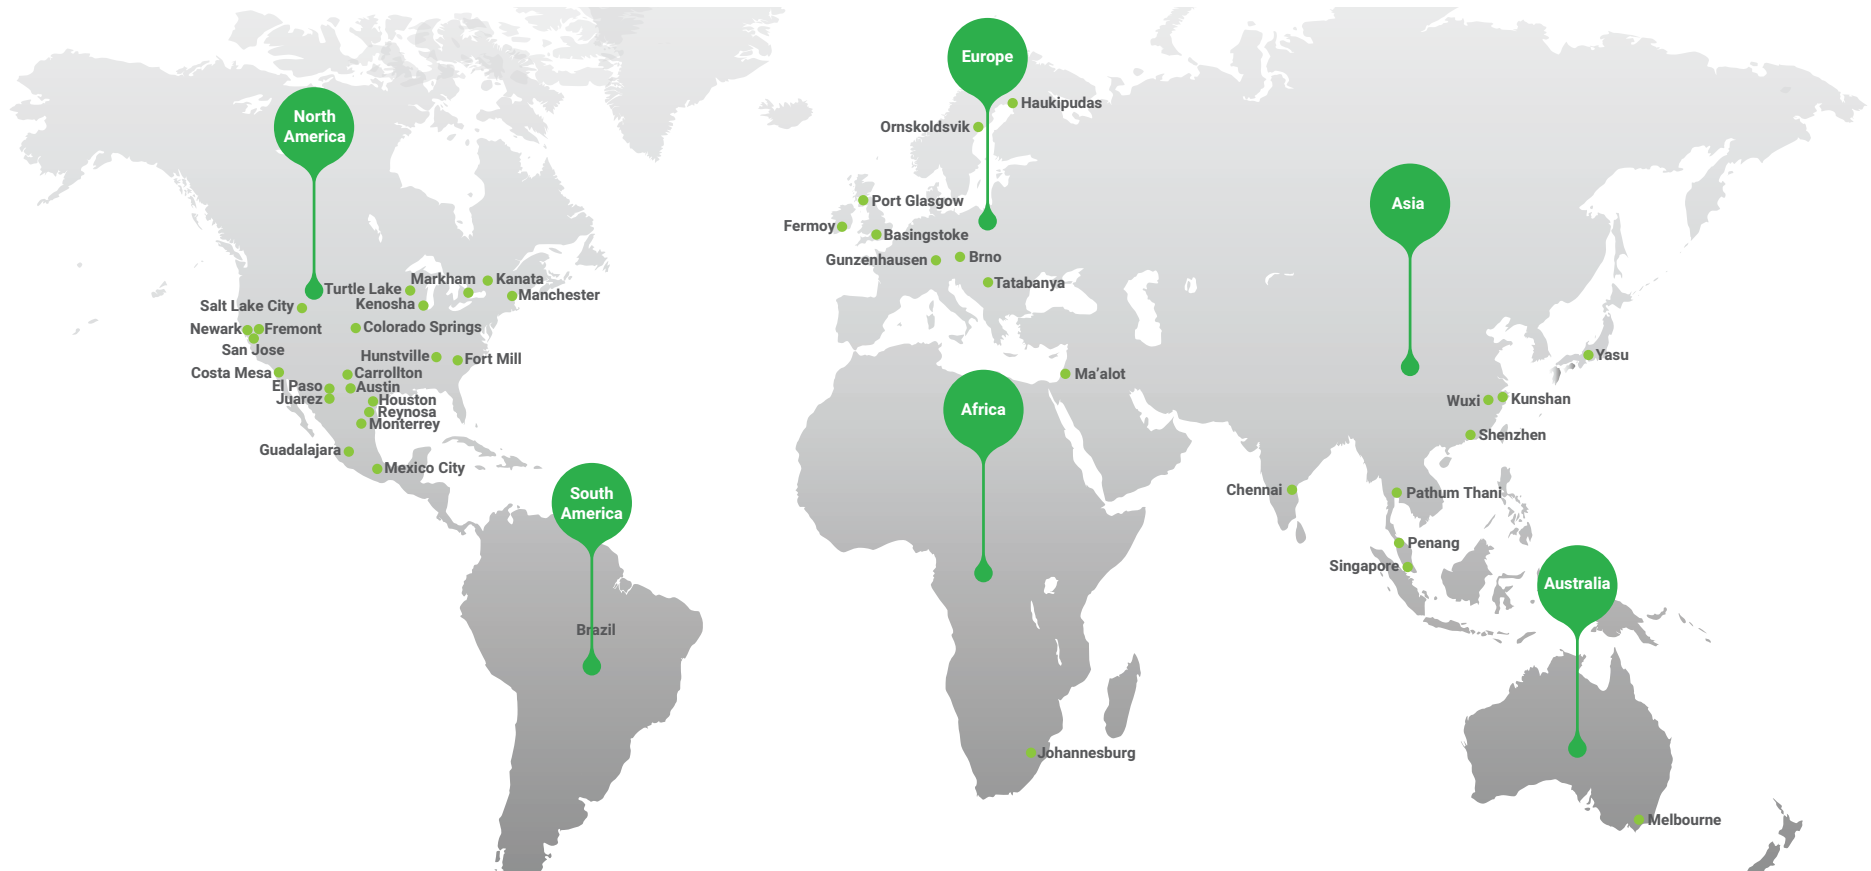 Europe
Haukipudas
Ornskoldsvik
North
America
Asia
Port Glasgow
Fermoy
Basingstoke
Gunzenhausen
Brno
Tatabanya
Markham
Kanata
Turtle Lake
Manchester
Kenosha
Salt Lake City
Newark
Fremont
Colorado Springs
San Jose
Hunstville
Fort Mill
Yasu
Costa Mesa
Carrollton
Ma’alot
El Paso
Austin
Juarez
Houston
Wuxi
Kunshan
Reynosa
Africa
Monterrey
Shenzhen
Guadalajara
Mexico City
Chennai
Pathum Thani
South
America
Penang
Singapore
Australia
Brazil
Johannesburg
Melbourne